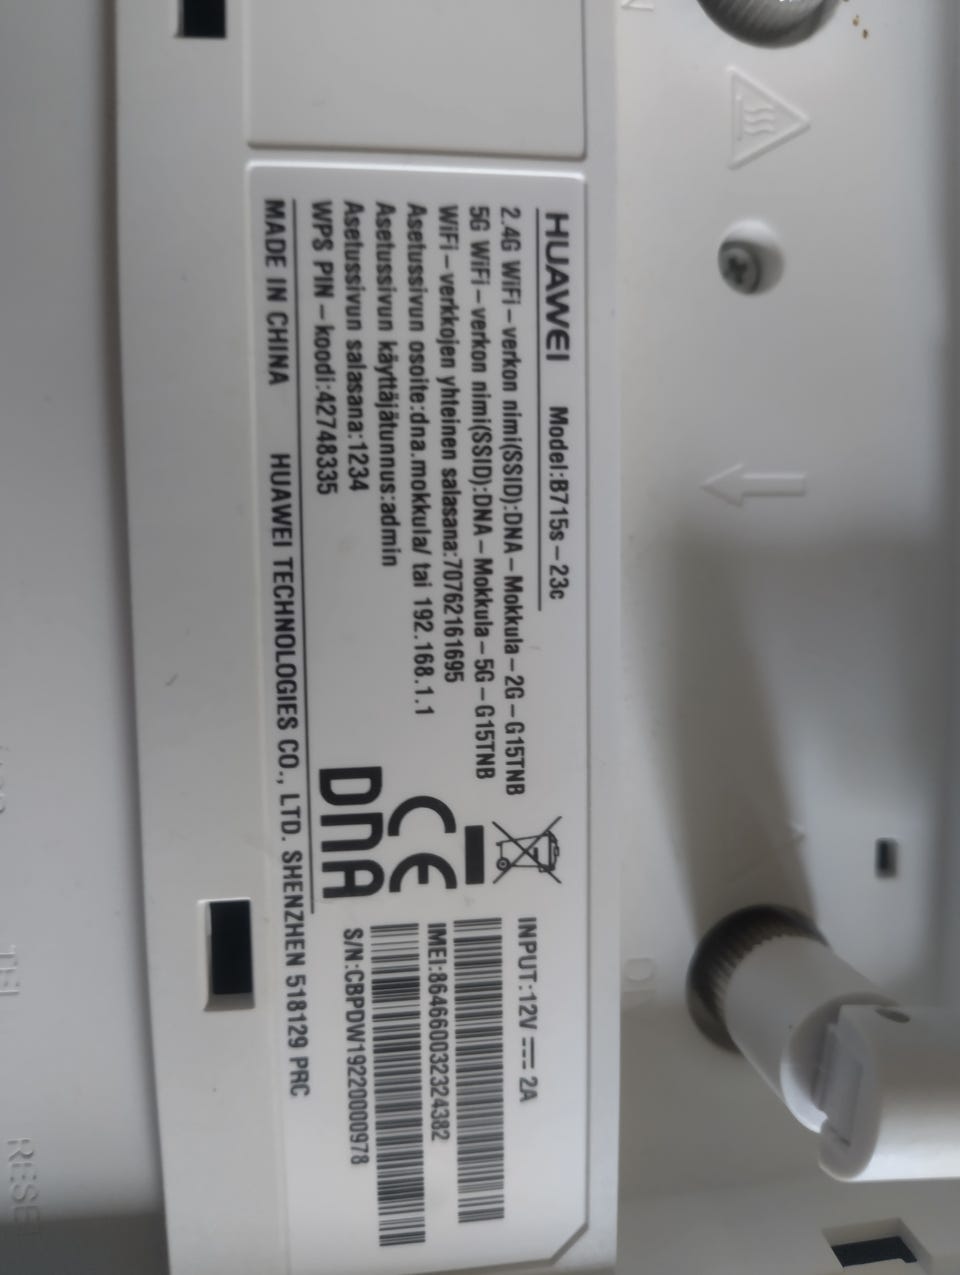 HUAWEI Model:B715s-23c
2.4G WiFi-verkon nimi(SSID):DNA-Mokkula-2G-G15TNB
5G WiFi-verkon nimi(SSID):DNA-Mokkula-5G-G15TNB
WiFi-verkkojen yhteinen salasana:70762161695
Asetussivun osoite:dna.mokkula/ tai 192.168.1.1
Asetussivun käyttäjätunnus:admin
Asetussivun salasana:1234
WPS PIN-koodi:42748335
MADE IN CHINA HUAWEI TECHNOLOGIES CO., LTD. SHENZHEN 518129 PRC
CE
DNA
INPUT:12V ⎓ 2A
IMEI:864660032324382
S/N:CBPDW19220000978
TEL
RESE